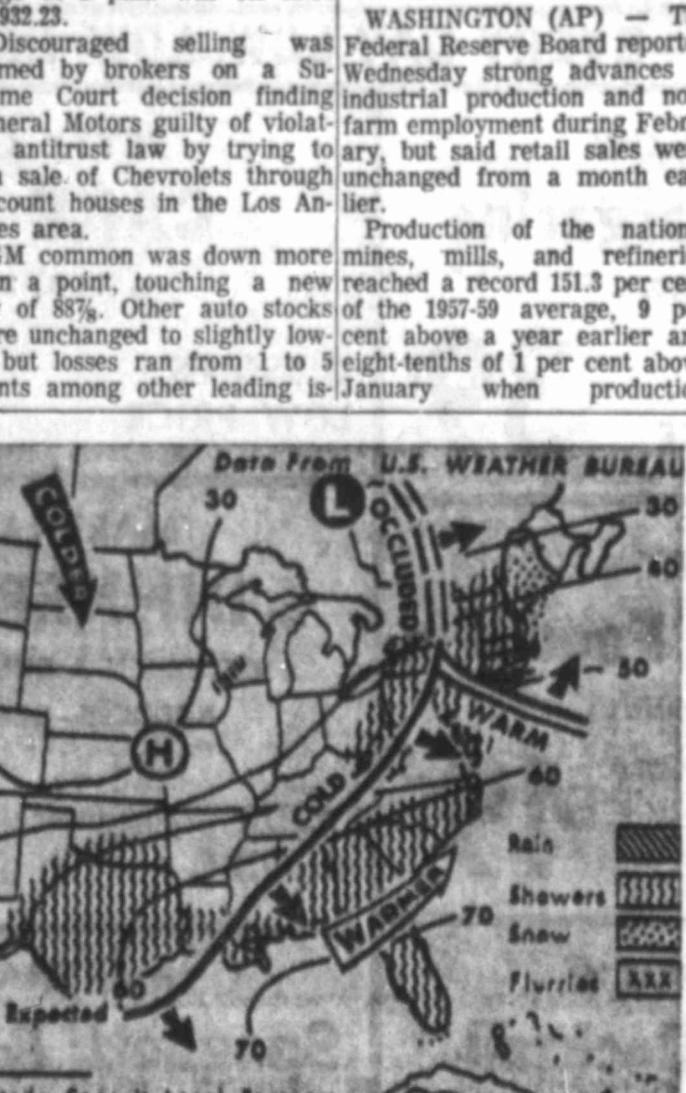 932.23.
Discouraged selling was
med by brokers on a Su-
me Court decision finding
neral Motors guilty of violat-
antitrust law by trying to
sale of Chevrolets through
count houses in the Los An-
es area.
GM common was down more
n a point, touching a new
of 88⅞. Other auto stocks
re unchanged to slightly low-
but losses ran from 1 to 5
nts among other leading is-
WASHINGTON (AP) — T
Federal Reserve Board reporte
Wednesday strong advances
industrial production and no
farm employment during Febr
ary, but said retail sales we
unchanged from a month ea
lier.
Production of the nation
mines, mills, and refineri
reached a record 151.3 per ce
of the 1957-59 average, 9 p
cent above a year earlier a
eight-tenths of 1 per cent abo
January when productio
Data From U.S. WEATHER BUREAU
COLDER
30
L
OCCLUDED
30
40
50
H
WARM
COLD
60
Rain
Showers
WARMER
70
Snow
Flurries
60
Expected
70